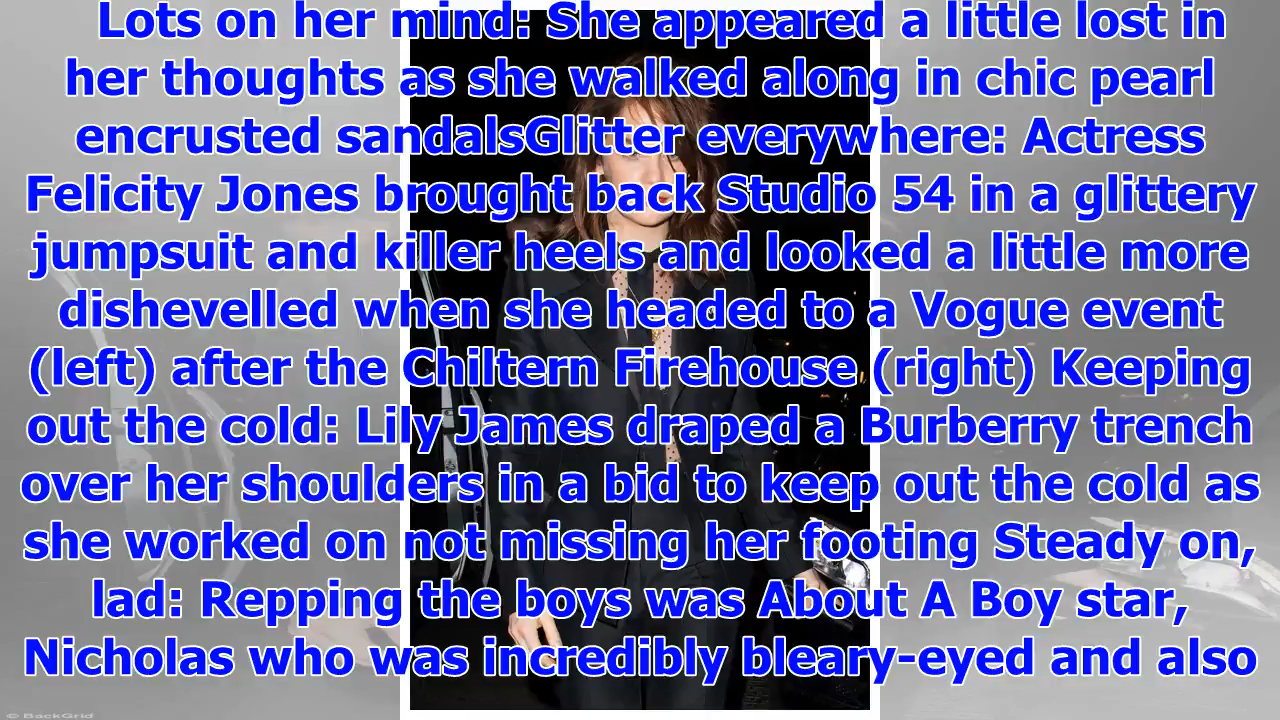 Lots on her mind: She appeared a little lost in
her thoughts as she walked along in chic pearl
encrusted sandalsGlitter everywhere: Actress
Felicity Jones brought back Studio 54 in a glittery
jumpsuit and killer heels and looked a little more
dishevelled when she headed to a Vogue event
(left) after the Chiltern Firehouse (right) Keeping
out the cold: Lily James draped a Burberry trench
over her shoulders in a bid to keep out the cold as
she worked on not missing her footing Steady on,
lad: Repping the boys was About A Boy star,
Nicholas who was incredibly bleary-eyed and also
© BackGrid